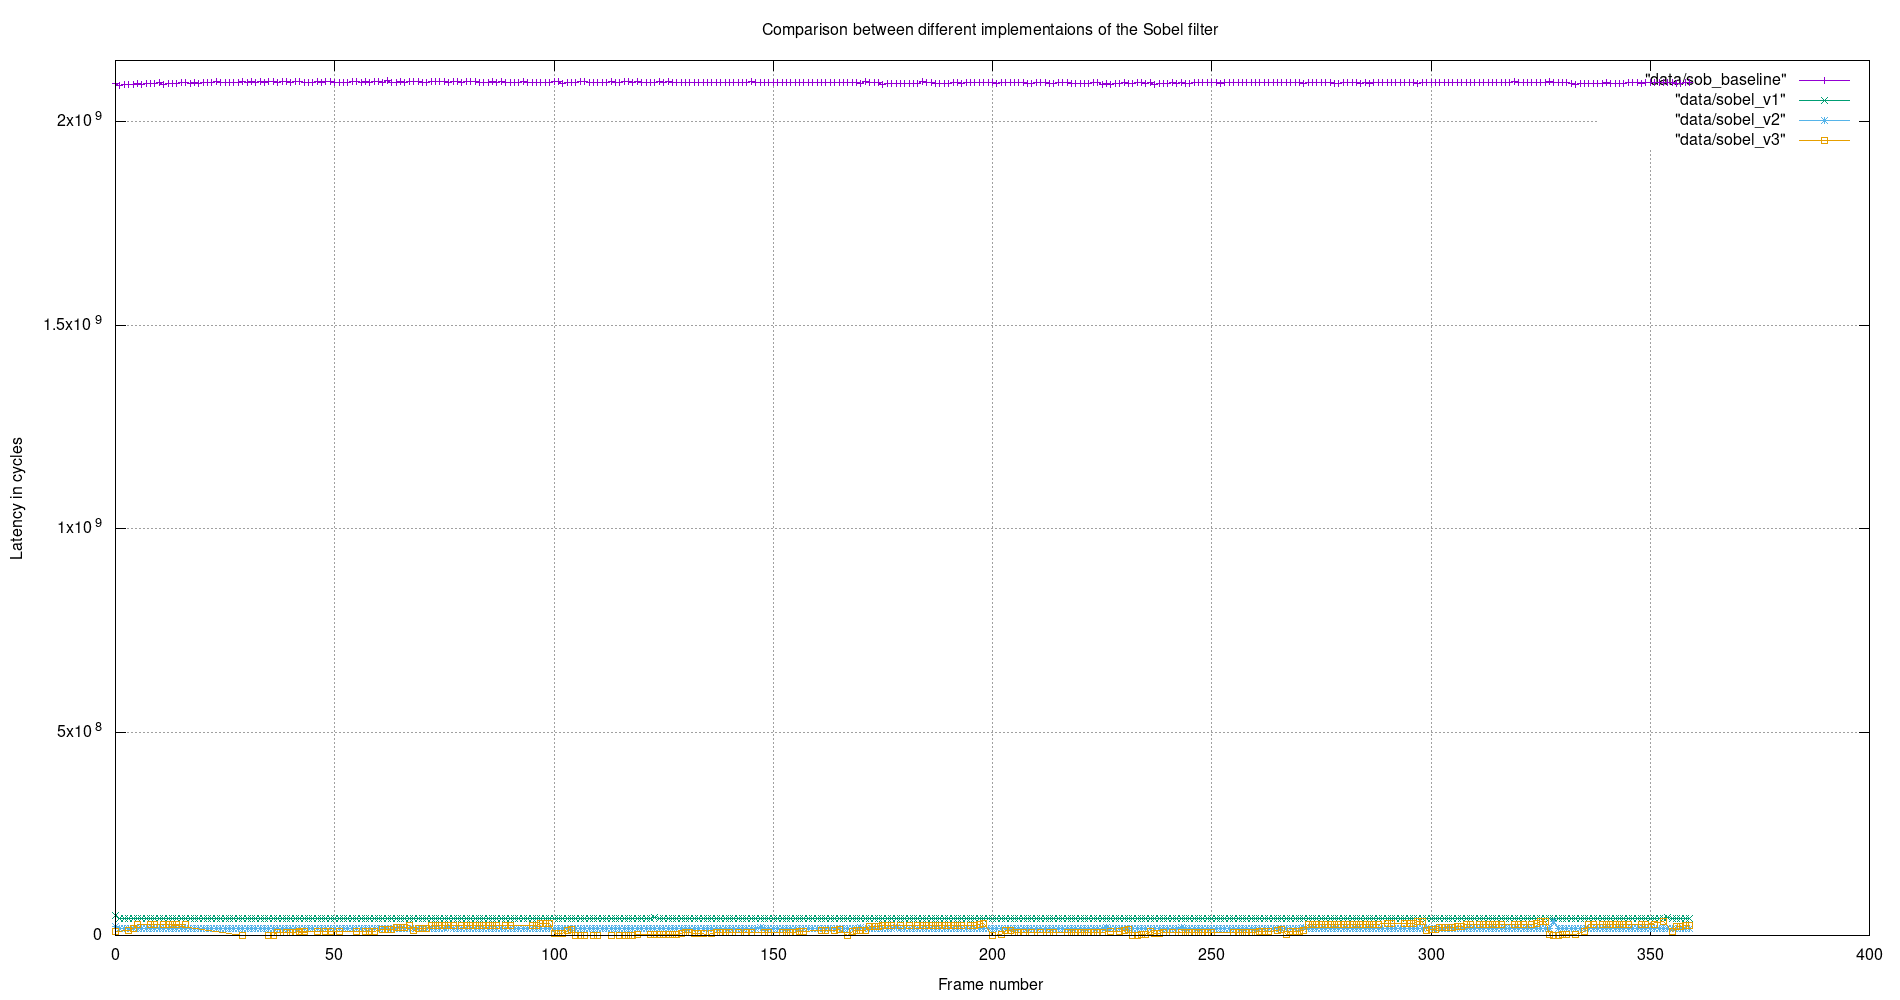 Comparison between different implementaions of the Sobel filter
"data/sob_baseline"
"data/sobel_v1"
"data/sobel_v2"
"data/sobel_v3"
2x10 9
1.5x10 9
1x10 9
5x10 8
0
Latency in cycles
0 50 100 150 200 250 300 350 400
Frame number